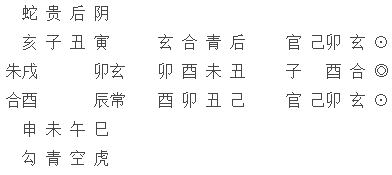 蛇 贵 后 阴
亥 子 丑 寅 玄 合 青 后 官 己卯 玄 ⊙
朱戌 卯玄 卯 酉 未 丑 子 酉 合 ◎
合酉 辰常 酉 卯 丑 己 官 己卯 玄 ⊙
申 未 午 巳
勾 青 空 虎